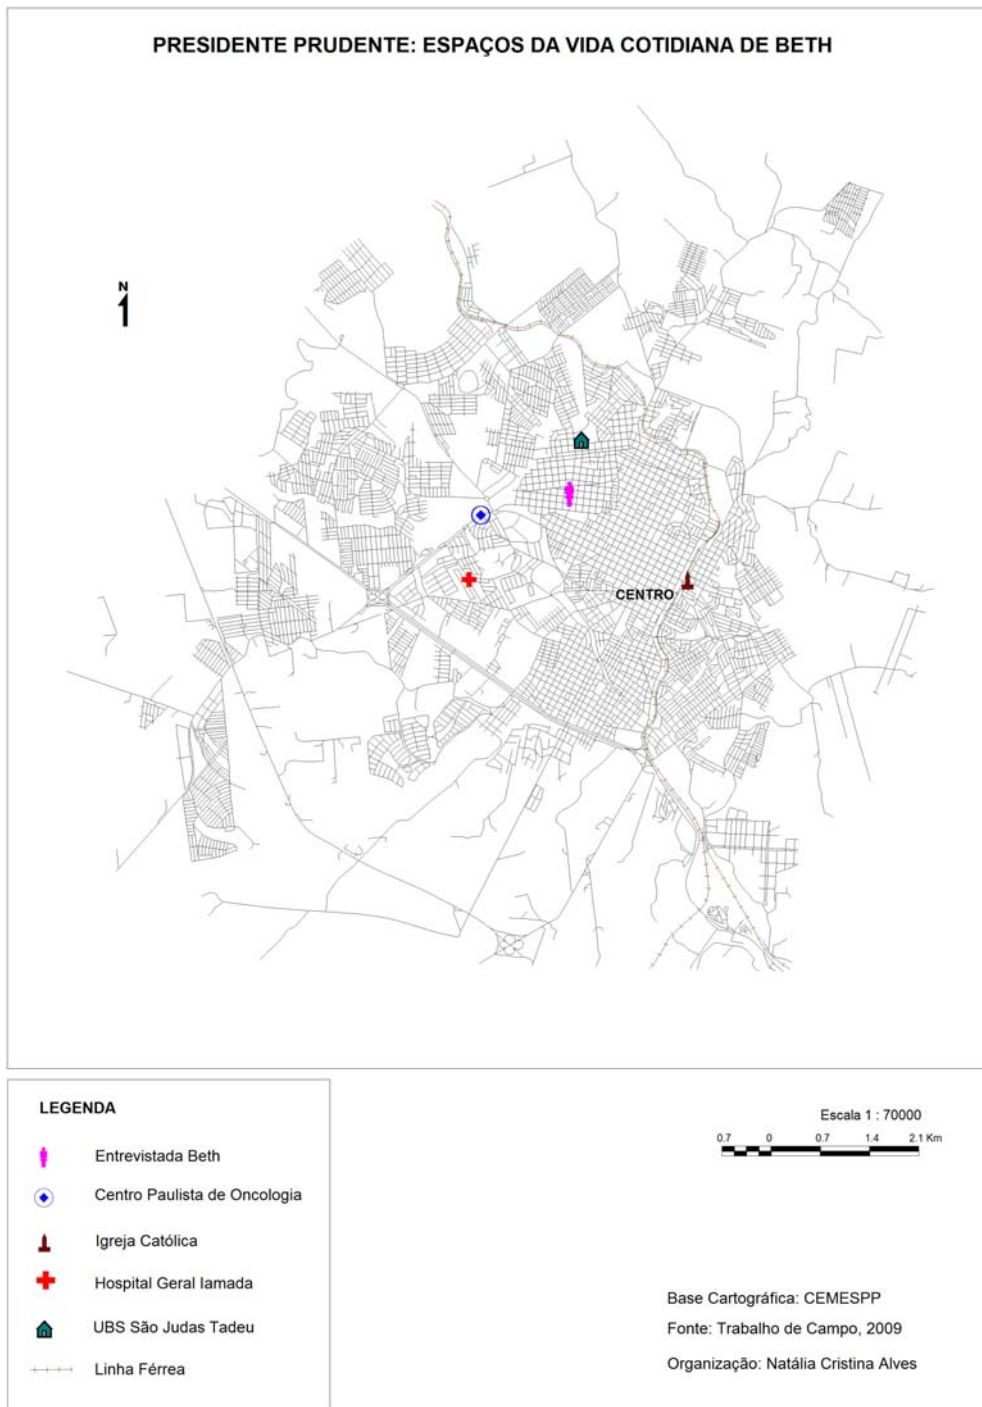 PRESIDENTE PRUDENTE: ESPAÇOS DA VIDA COTIDIANA DE BETH
N
CENTRO
LEGENDA
Entrevistada Beth
Centro Paulista de Oncologia
Igreja Católica
Hospital Geral Iamada
UBS São Judas Tadeu
Linha Férrea
Escala 1 : 70000
0.7 0 0.7 1.4 2.1 Km
Base Cartográfica: CEMESPP
Fonte: Trabalho de Campo, 2009
Organização: Natália Cristina Alves